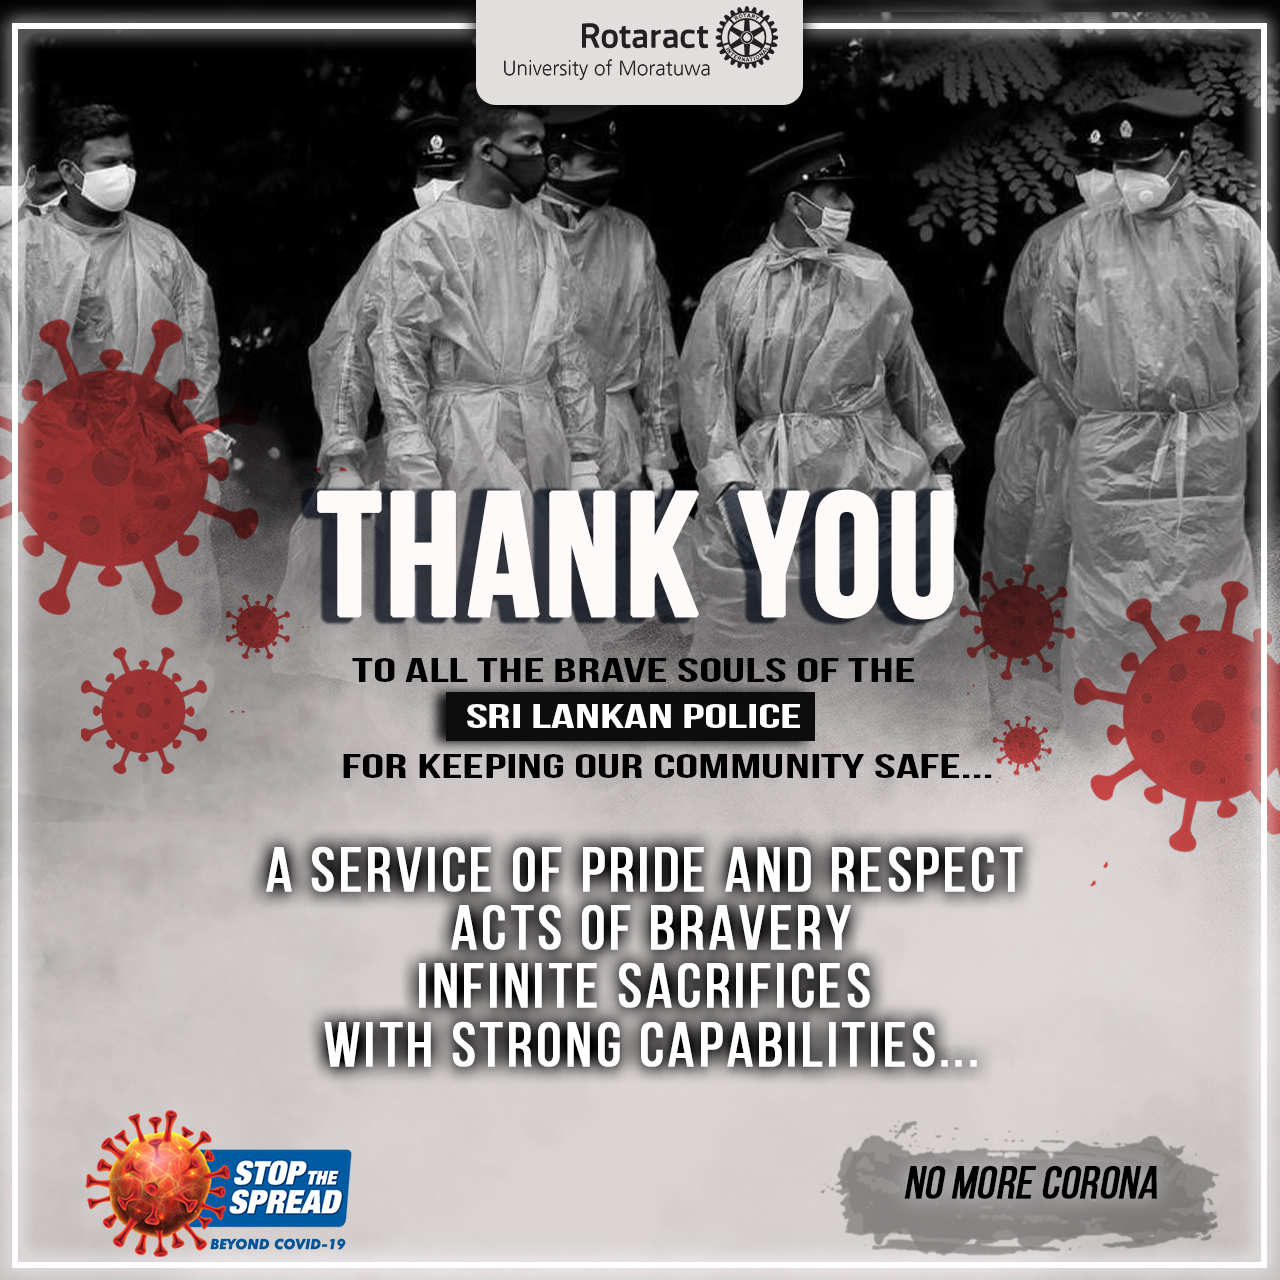 Rotaract
University of Moratuwa
ROTARY
INTERNATIONAL
THANK YOU
TO ALL THE BRAVE SOULS OF THE
SRI LANKAN POLICE
FOR KEEPING OUR COMMUNITY SAFE...
A SERVICE OF PRIDE AND RESPECT
ACTS OF BRAVERY
INFINITE SACRIFICES
WITH STRONG CAPABILITIES...
STOP THE
SPREAD
BEYOND COVID-19
NO MORE CORONA